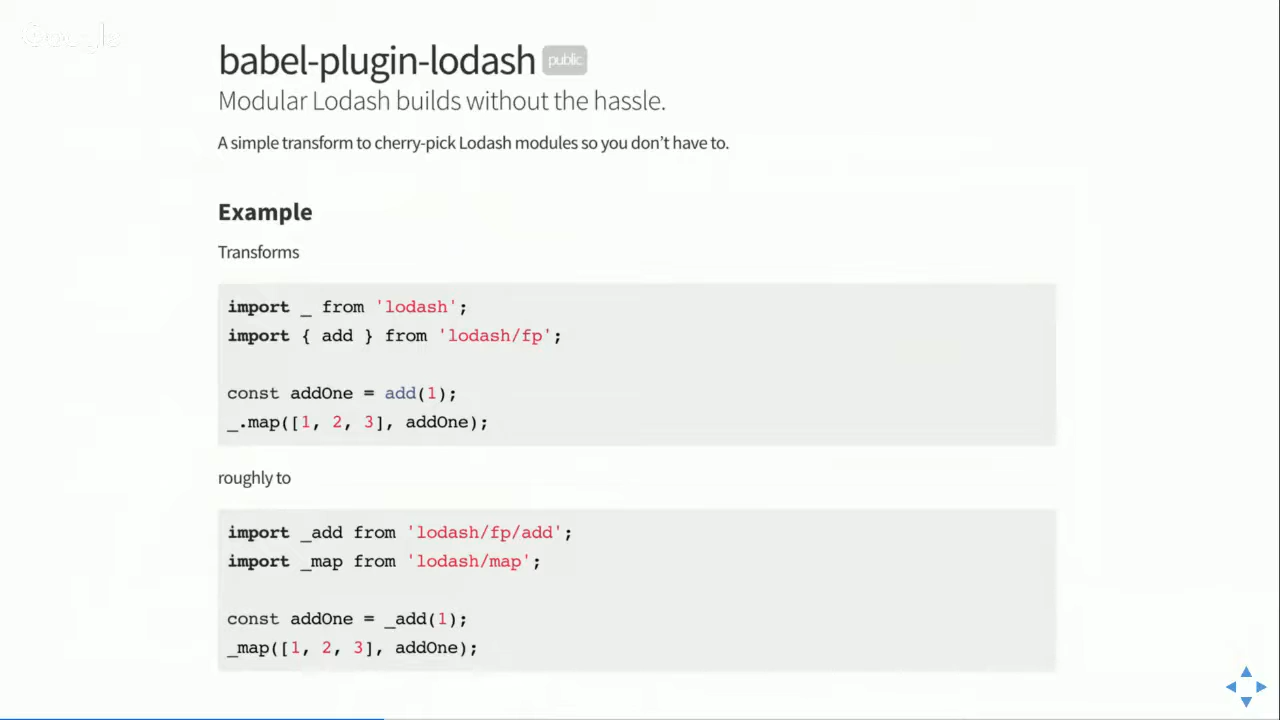 Google
babel-plugin-lodash public
Modular Lodash builds without the hassle.
A simple transform to cherry-pick Lodash modules so you don’t have to.
Example
Transforms
import _ from 'lodash';
import { add } from 'lodash/fp';
const addOne = add(1);
_.map([1, 2, 3], addOne);
roughly to
import _add from 'lodash/fp/add';
import _map from 'lodash/map';
const addOne = _add(1);
_map([1, 2, 3], addOne);